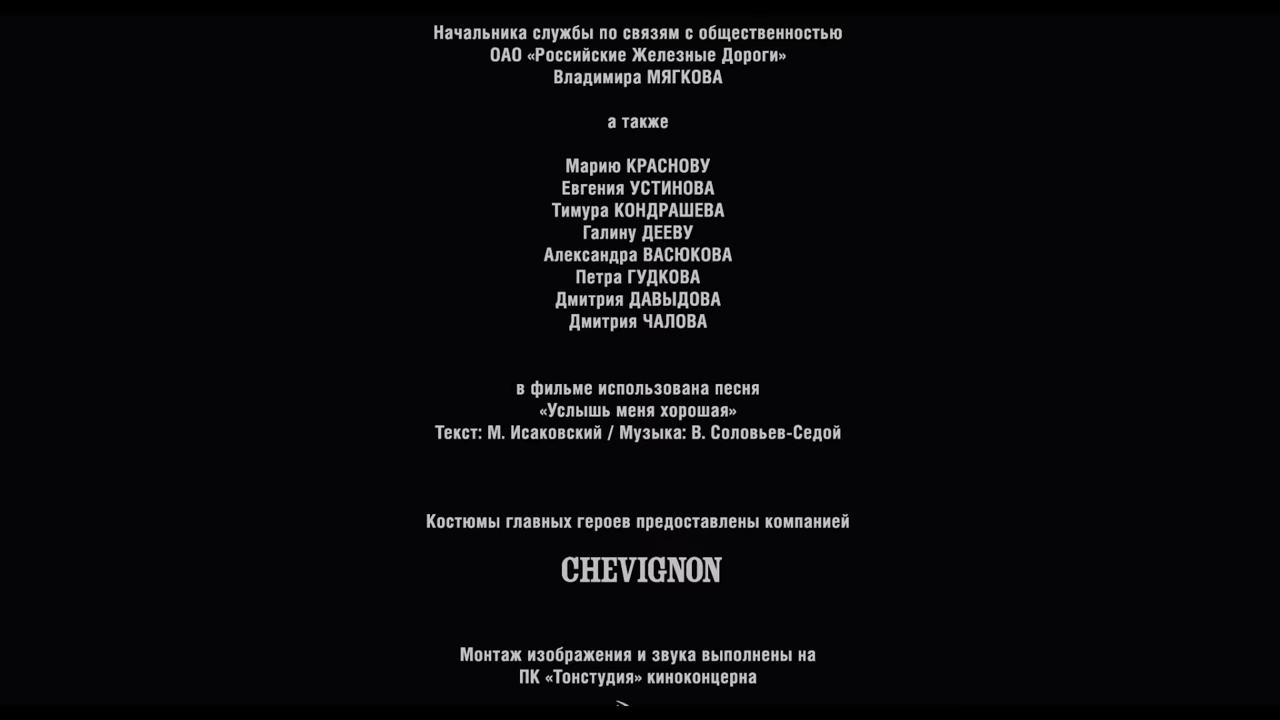 Начальника службы по связям с общественностью
ОАО «Российские Железные Дороги»
Владимира МЯГКОВА
а также
Марию КРАСНОВУ
Евгения УСТИНОВА
Тимура КОНДРАШЕВА
Галину ДЕЕВУ
Александра ВАСЮКОВА
Петра ГУДКОВА
Дмитрия ДАВЫДОВА
Дмитрия ЧАЛОВА
в фильме использована песня
«Услышь меня хорошая»
Текст: М. Исаковский / Музыка: В. Соловьев-Седой
Костюмы главных героев предоставлены компанией
CHEVIGNON
Монтаж изображения и звука выполнены на
ПК «Тонстудия» киноконцерна